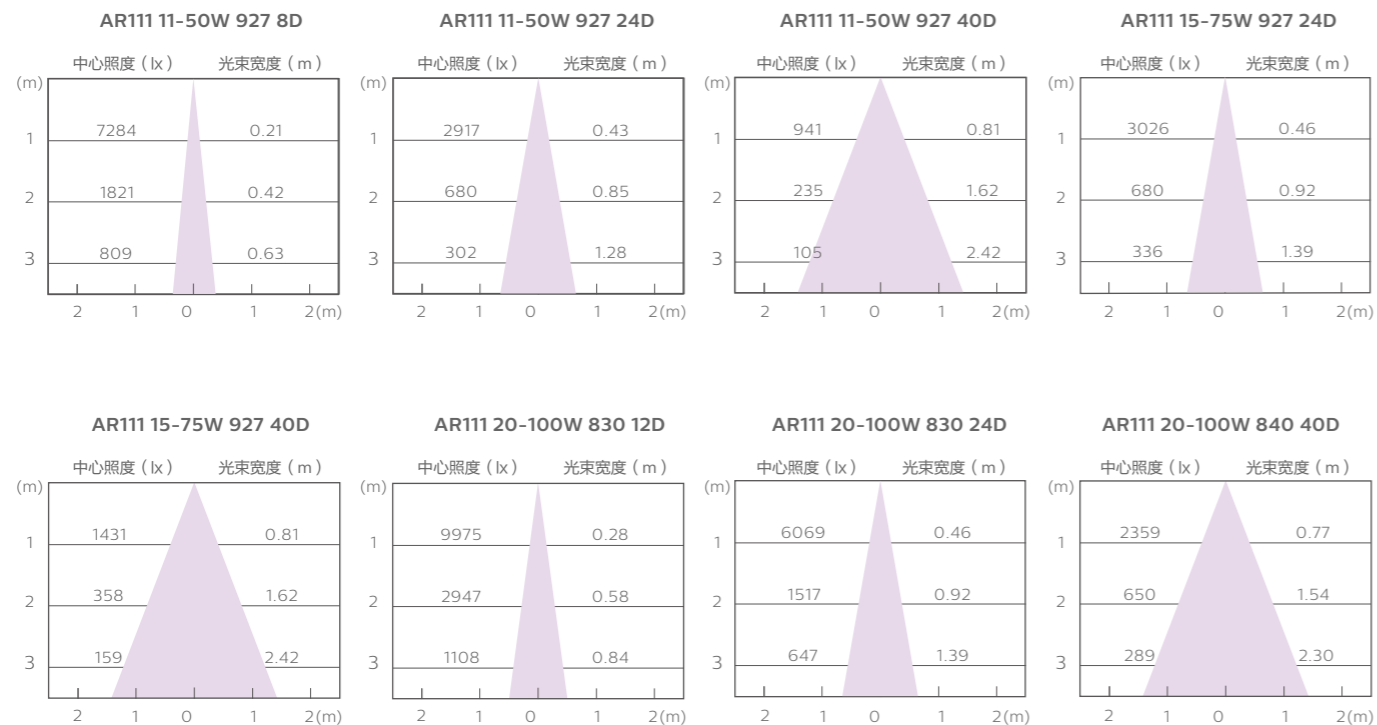 AR111 11-50W 927 8D
中心照度（lx） 光束宽度（m）
(m)
7284 0.21
1
1821 0.42
2
809 0.63
3
2 1 0 1 2(m)
AR111 11-50W 927 24D
中心照度（lx） 光束宽度（m）
(m)
2917 0.43
1
680 0.85
2
302 1.28
3
2 1 0 1 2(m)
AR111 11-50W 927 40D
中心照度（lx） 光束宽度（m）
(m)
941 0.81
1
235 1.62
2
105 2.42
3
2 1 0 1 2(m)
AR111 15-75W 927 24D
中心照度（lx） 光束宽度（m）
(m)
3026 0.46
1
680 0.92
2
336 1.39
3
2 1 0 1 2(m)
AR111 15-75W 927 40D
中心照度（lx） 光束宽度（m）
(m)
1431 0.81
1
358 1.62
2
159 2.42
3
2 1 0 1 2(m)
AR111 20-100W 830 12D
中心照度（lx） 光束宽度（m）
(m)
9975 0.28
1
2947 0.58
2
1108 0.84
3
2 1 0 1 2(m)
AR111 20-100W 830 24D
中心照度（lx） 光束宽度（m）
(m)
6069 0.46
1
1517 0.92
2
647 1.39
3
2 1 0 1 2(m)
AR111 20-100W 840 40D
中心照度（lx） 光束宽度（m）
(m)
2359 0.77
1
650 1.54
2
289 2.30
3
2 1 0 1 2(m)